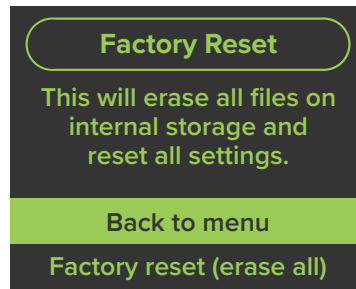 Factory Reset
This will erase all files on
internal storage and
reset all settings.
Back to menu
Factory reset (erase all)